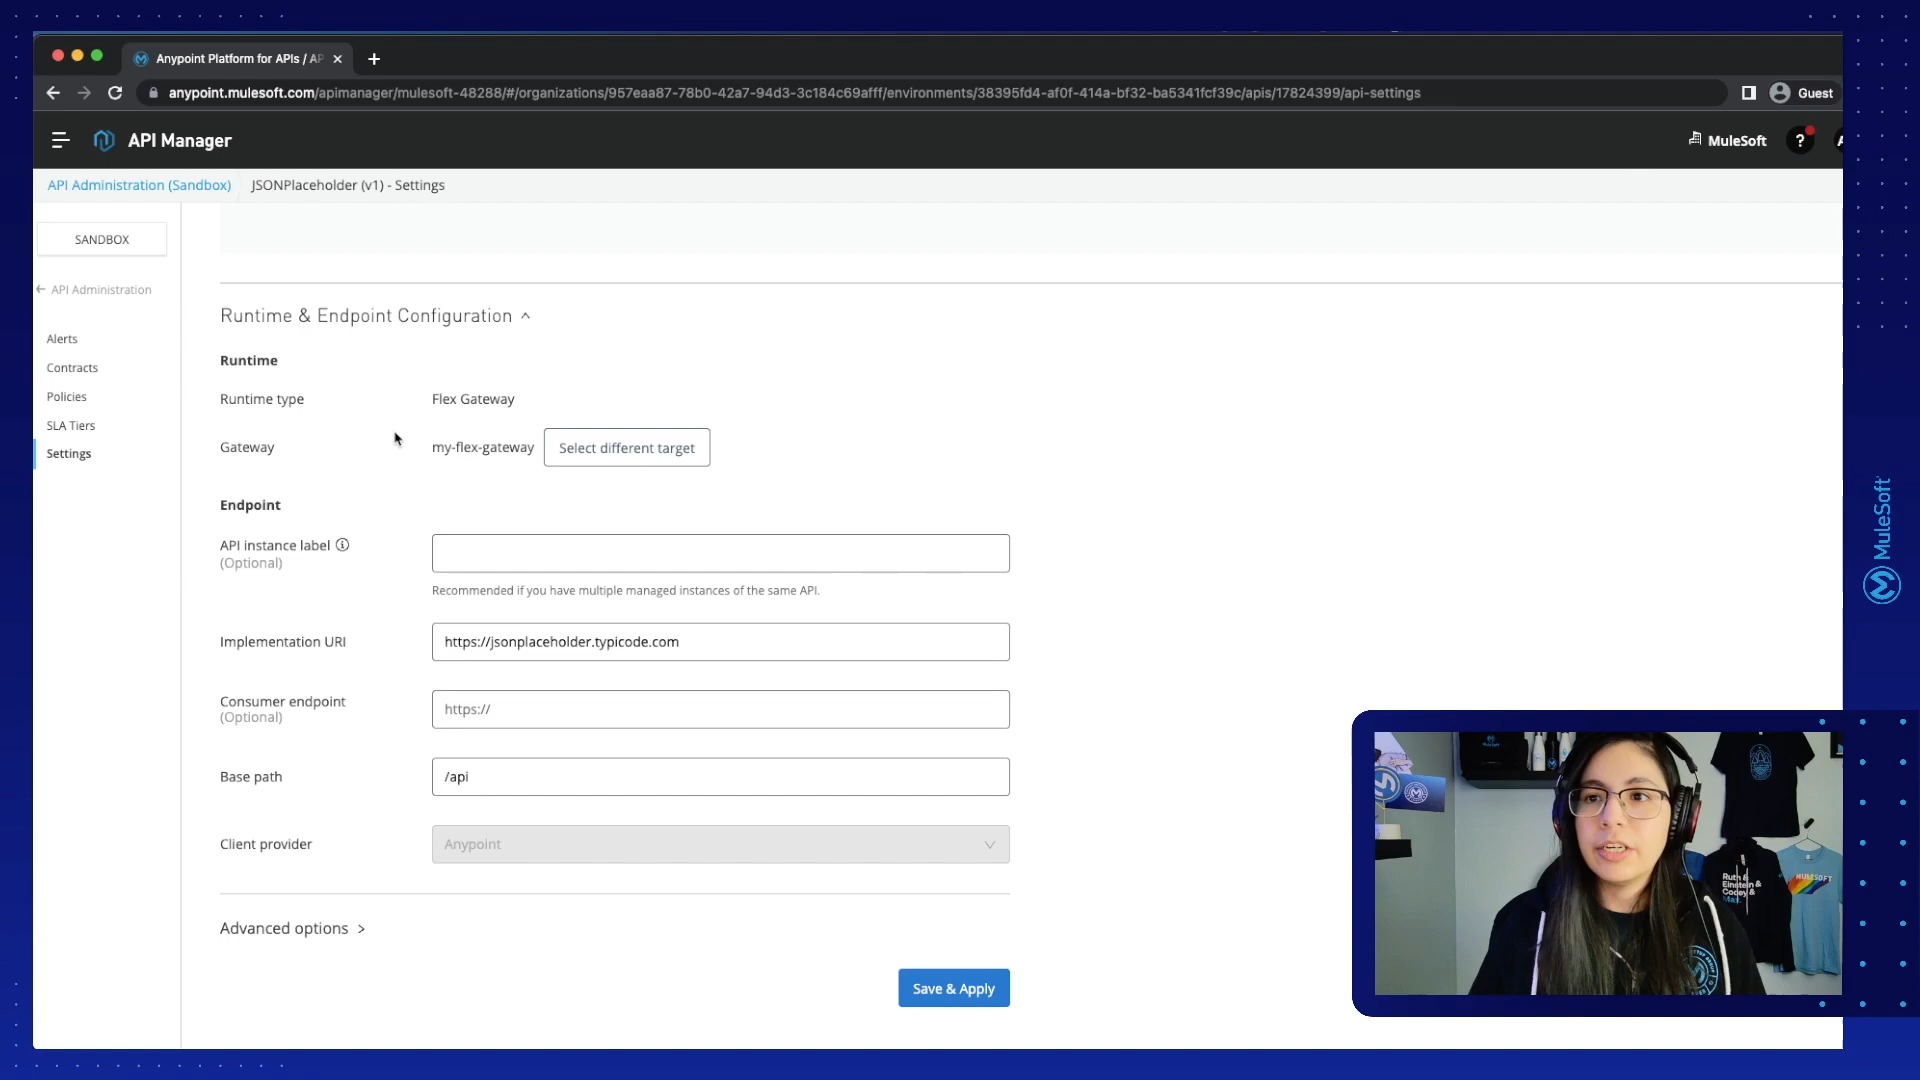 Anypoint Platform for APIs / AP
anypoint.mulesoft.com/apimanager/mulesoft-48288/#/organizations/957eaa87-78b0-42a7-94d3-3c184c69afff/environments/38395fd4-af0f-414a-bf32-ba5341fcf39c/apis/17824399/api-settings
Guest
API Manager
MuleSoft
?
API Administration (Sandbox)
JSONPlaceholder (v1) - Settings
SANDBOX
API Administration
Alerts
Contracts
Policies
SLA Tiers
Settings
Runtime & Endpoint Configuration
Runtime
Runtime type
Flex Gateway
Gateway
my-flex-gateway
Select different target
Endpoint
API instance label
(Optional)
Recommended if you have multiple managed instances of the same API.
Implementation URI
https://jsonplaceholder.typicode.com
Consumer endpoint
(Optional)
https://
Base path
/api
Client provider
Anypoint
Advanced options >
Save & Apply
MuleSoft
Ruth &
Einstein &
Codey &
Max.
MULESOFT